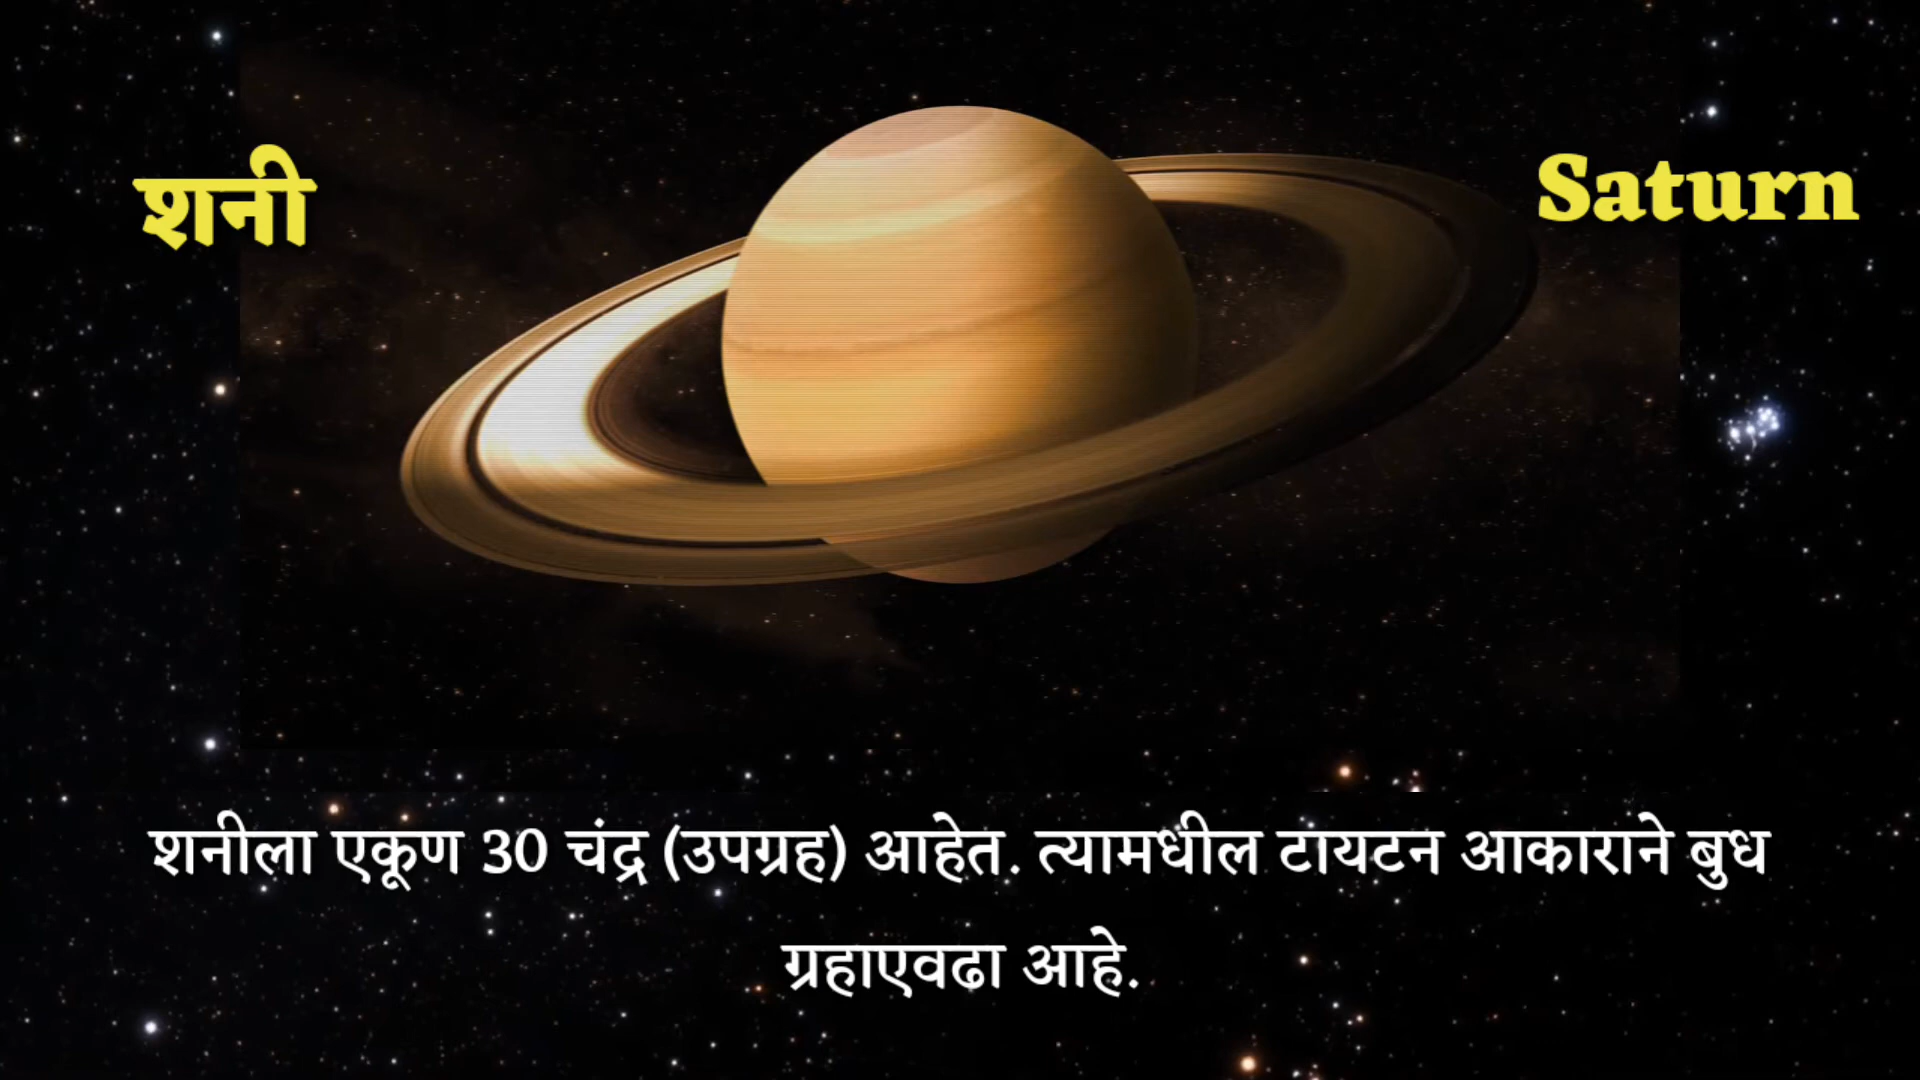 शनी
Saturn
शनीला एकूण 30 चंद्र (उपग्रह) आहेत. त्यामधील टायटन आकाराने बुध
ग्रहाएवढा आहे.